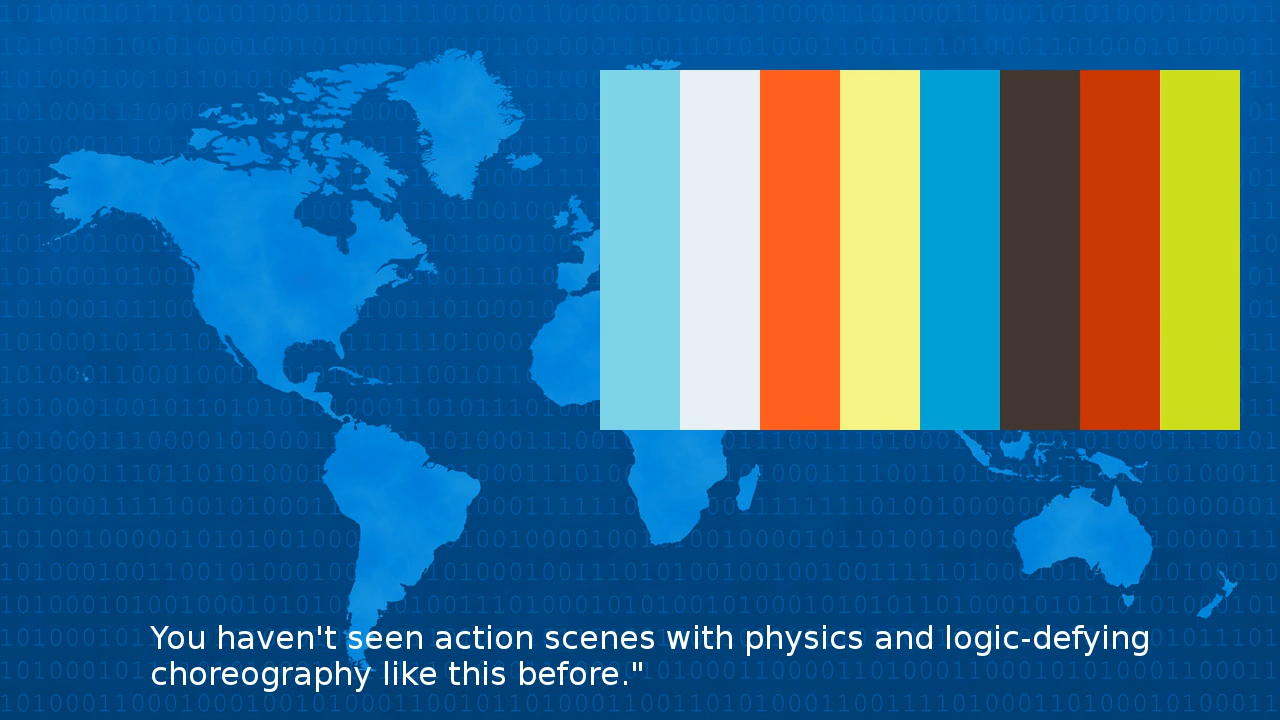 You haven't seen action scenes with physics and logic-defying
choreography like this before."